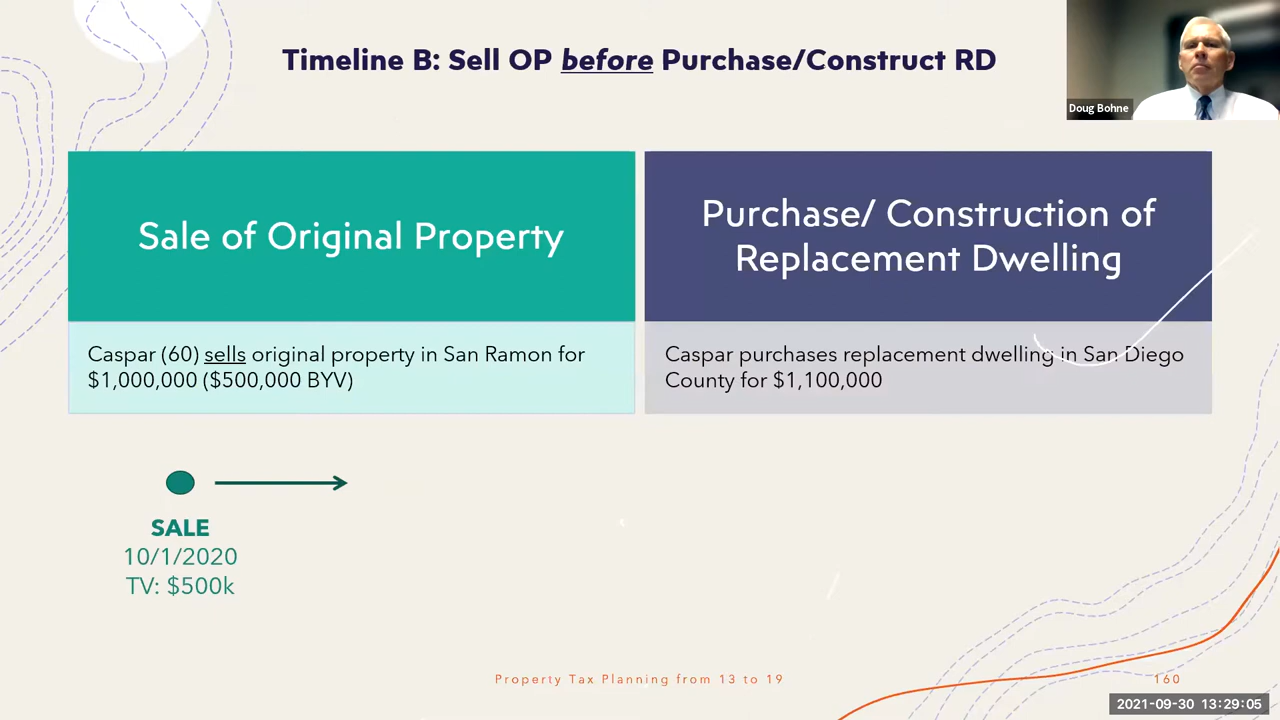 Timeline B: Sell OP before Purchase/Construct RD
Doug Bohne
Sale of Original Property
Purchase/ Construction of
Replacement Dwelling
Caspar (60) sells original property in San Ramon for
$1,000,000 ($500,000 BYV)
Caspar purchases replacement dwelling in San Diego
County for $1,100,000
SALE
10/1/2020
TV: $500k
Property Tax Planning from 13 to 19
160
2021-09-30 13:29:05